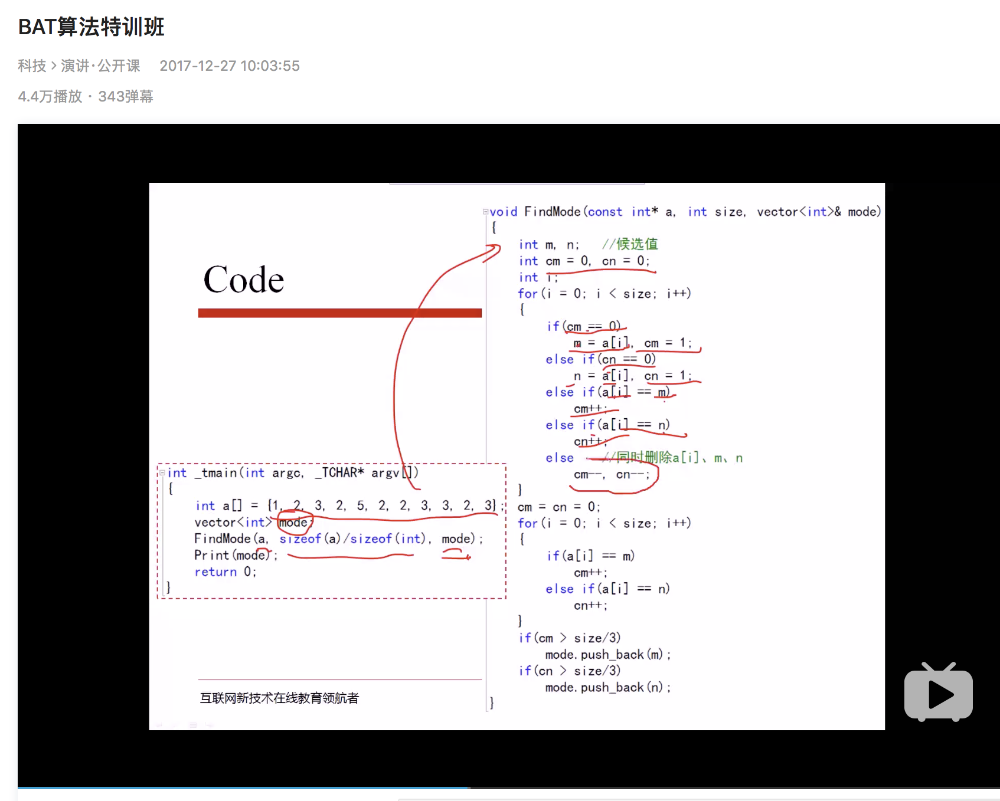 BAT算法特训班
科技 > 演讲·公开课 2017-12-27 10:03:55
4.4万播放 · 343弹幕
Code
int _tmain(int argc, _TCHAR* argv[])
{
int a[] = {1, 2, 3, 2, 5, 2, 2, 3, 3, 2, 3};
vector<int> mode;
FindMode(a, sizeof(a)/sizeof(int), mode);
Print(mode);
return 0;
}
互联网新技术在线教育领航者
void FindMode(const int* a, int size, vector<int>& mode)
{
int m, n; //候选值
int cm = 0, cn = 0;
int i;
for(i = 0; i < size; i++)
{
if(cm == 0)
m = a[i], cm = 1;
else if(cn == 0)
n = a[i], cn = 1;
else if(a[i] == m)
cm++;
else if(a[i] == n)
cn++;
else //同时删除a[i]、m、n
cm--, cn--;
}
cm = cn = 0;
for(i = 0; i < size; i++)
{
if(a[i] == m)
cm++;
else if(a[i] == n)
cn++;
}
if(cm > size/3)
mode.push_back(m);
if(cn > size/3)
mode.push_back(n);
}